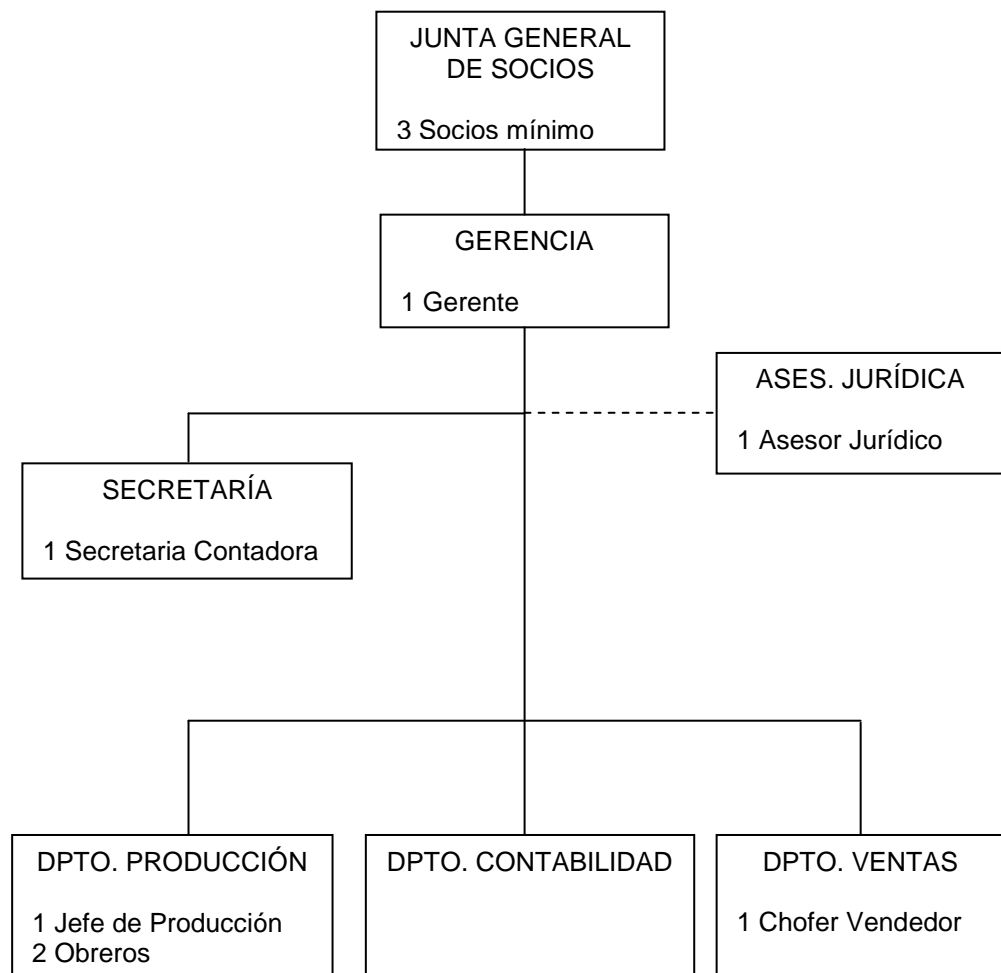 JUNTA GENERAL
DE SOCIOS
3 Socios mínimo
GERENCIA
1 Gerente
ASES. JURÍDICA
1 Asesor Jurídico
SECRETARÍA
1 Secretaria Contadora
DPTO. PRODUCCIÓN
1 Jefe de Producción
2 Obreros
DPTO. CONTABILIDAD
DPTO. VENTAS
1 Chofer Vendedor